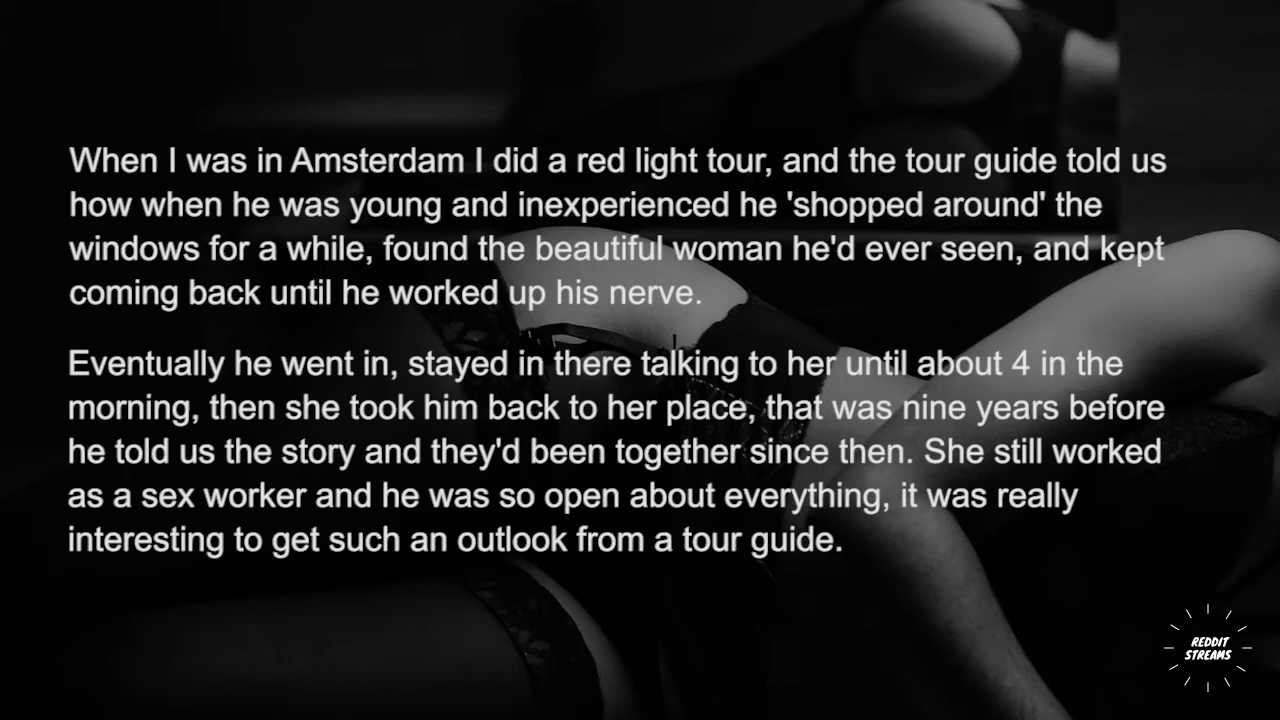 When I was in Amsterdam I did a red light tour, and the tour guide told us
how when he was young and inexperienced he 'shopped around' the
windows for a while, found the beautiful woman he'd ever seen, and kept
coming back until he worked up his nerve.
Eventually he went in, stayed in there talking to her until about 4 in the
morning, then she took him back to her place, that was nine years before
he told us the story and they'd been together since then. She still worked
as a sex worker and he was so open about everything, it was really
interesting to get such an outlook from a tour guide.
REDDIT
STREAMS